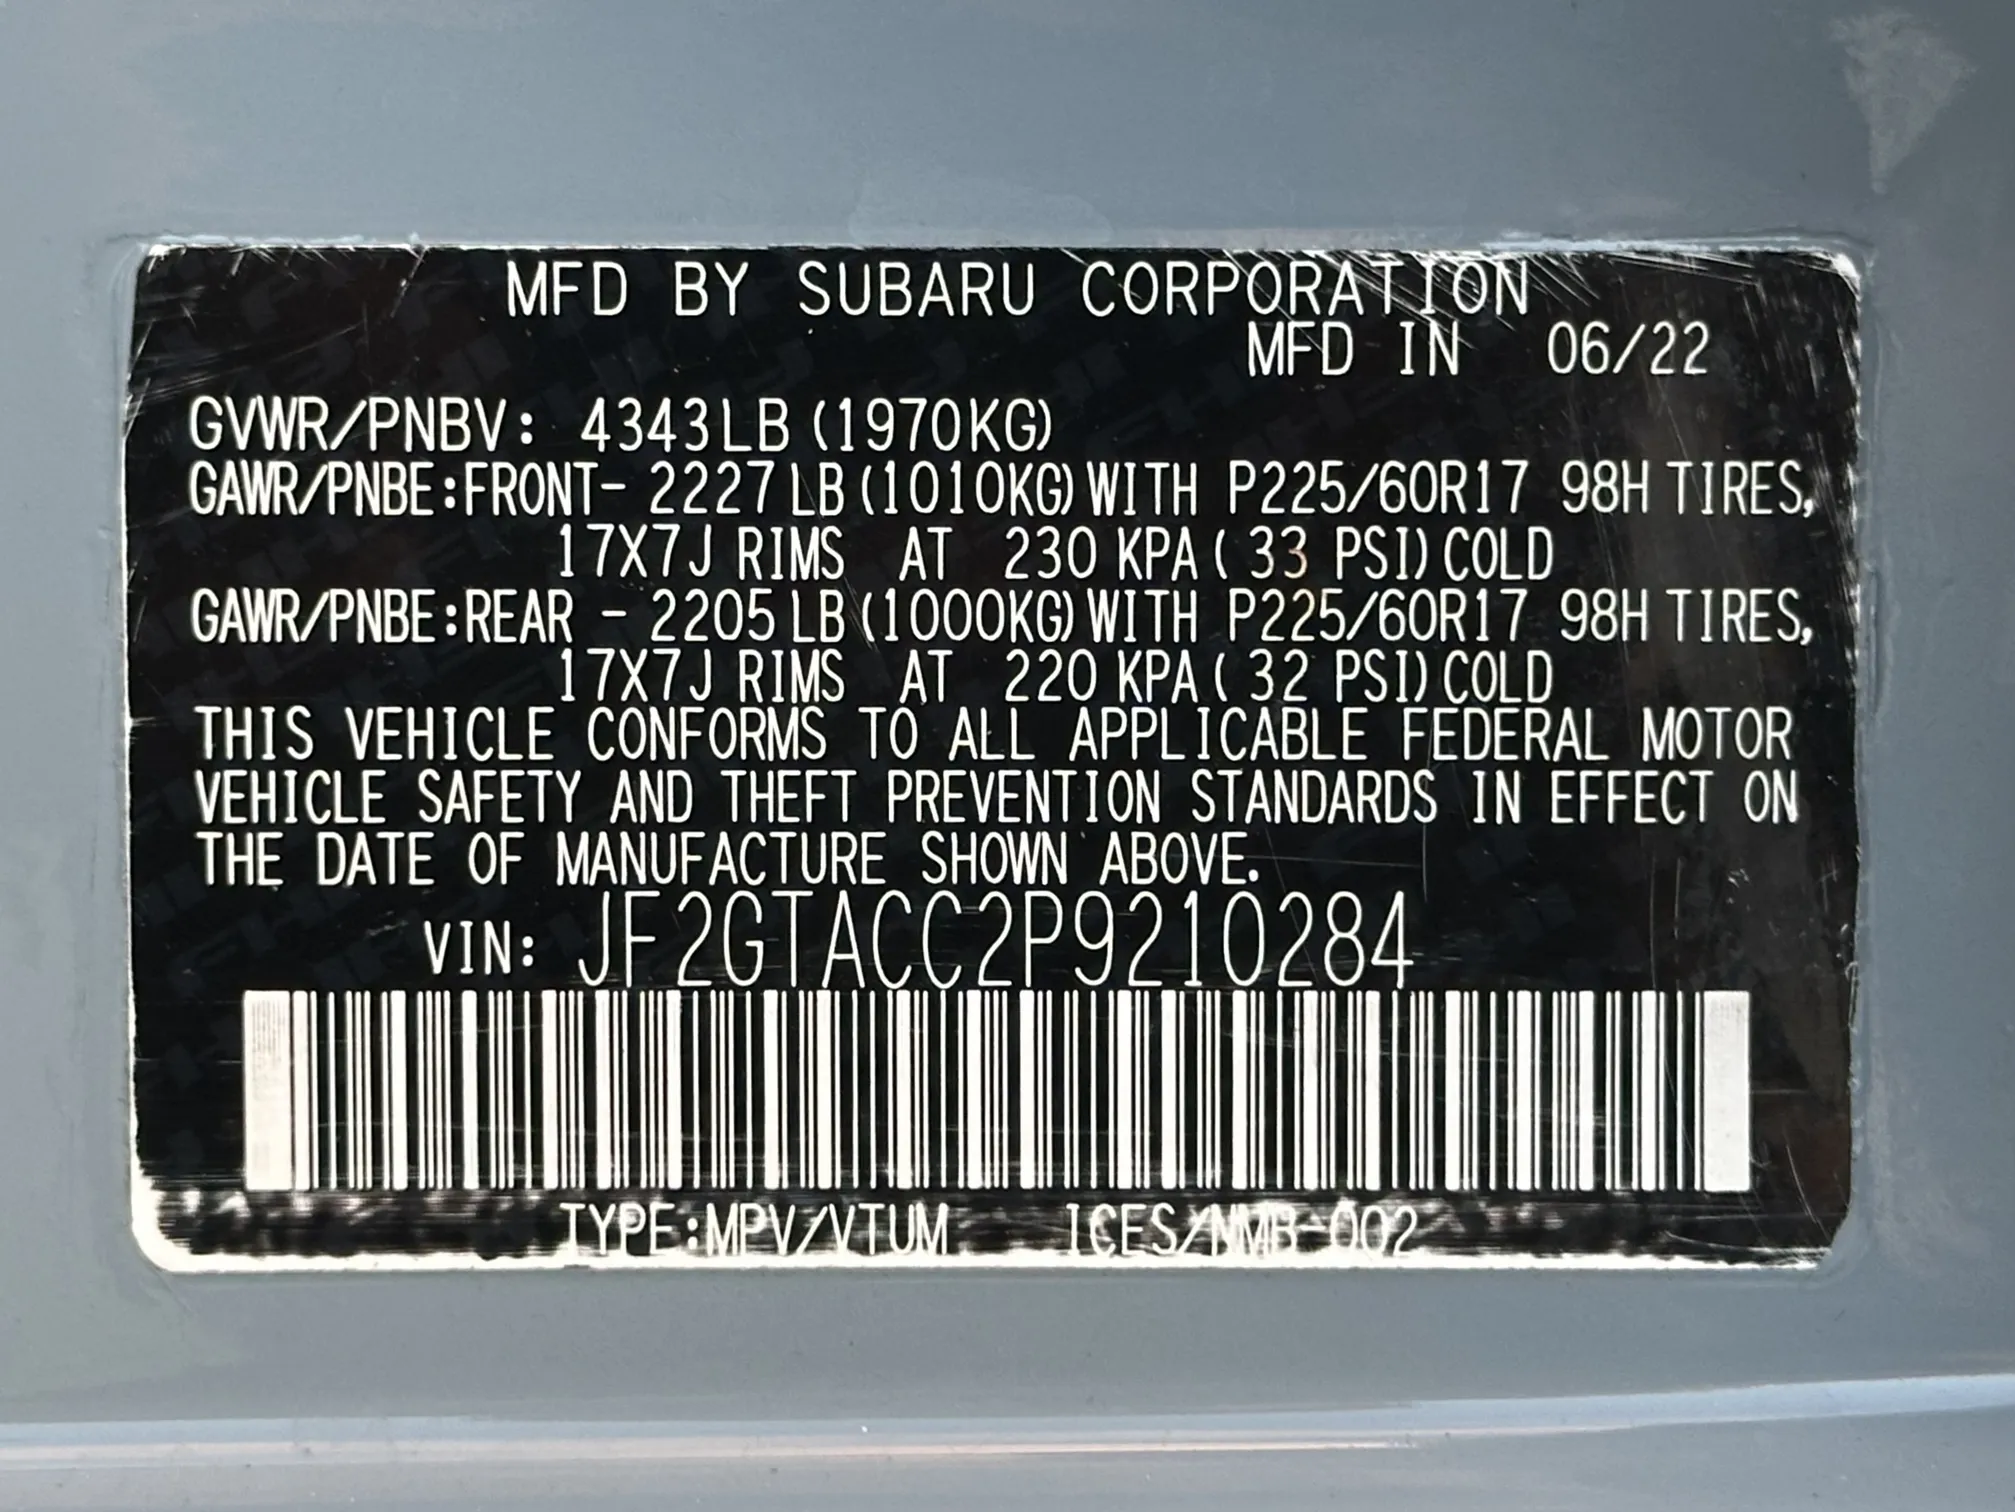 MFD BY SUBARU CORPORATION
MFD IN 06/22
GVWR/PNBV: 4343LB (1970KG)
GAWR/PNBE:FRONT- 2227LB (1010KG) WITH P225/60R17 98H TIRES,
17X7J RIMS AT 230 KPA ( 33 PSI) COLD
GAWR/PNBE:REAR - 2205LB (1000KG) WITH P225/60R17 98H TIRES,
17X7J RIMS AT 220 KPA ( 32 PSI) COLD
THIS VEHICLE CONFORMS TO ALL APPLICABLE FEDERAL MOTOR
VEHICLE SAFETY AND THEFT PREVENTION STANDARDS IN EFFECT ON
THE DATE OF MANUFACTURE SHOWN ABOVE.
VIN: JF2GTACC2P9210284
TYPE:MPV/VTUM ICES/NMB-002